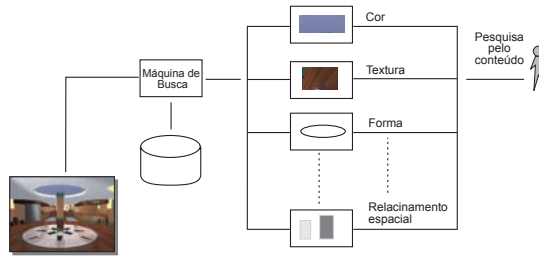 Cor
Pesquisa
pelo
conteúdo
Máquina de
Busca
Textura
Forma
Relacinamento
espacial